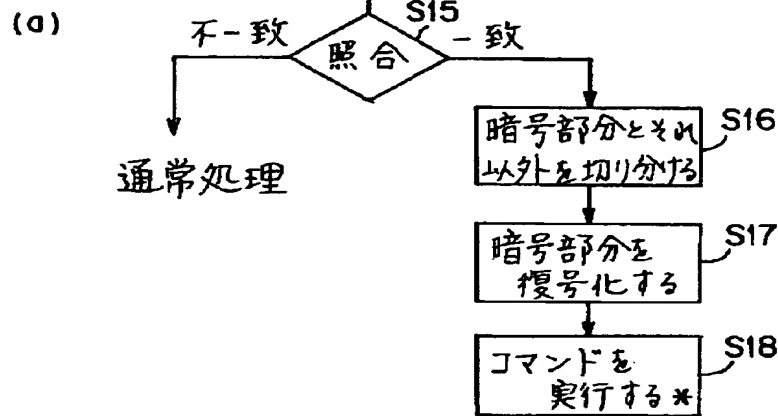 (a)
S15
不一致
照合
一致
通常処理
暗号部分とそれ
以外を切り分ける
S16
暗号部分を
復号化する
S17
コマンドを
実行する*
S18